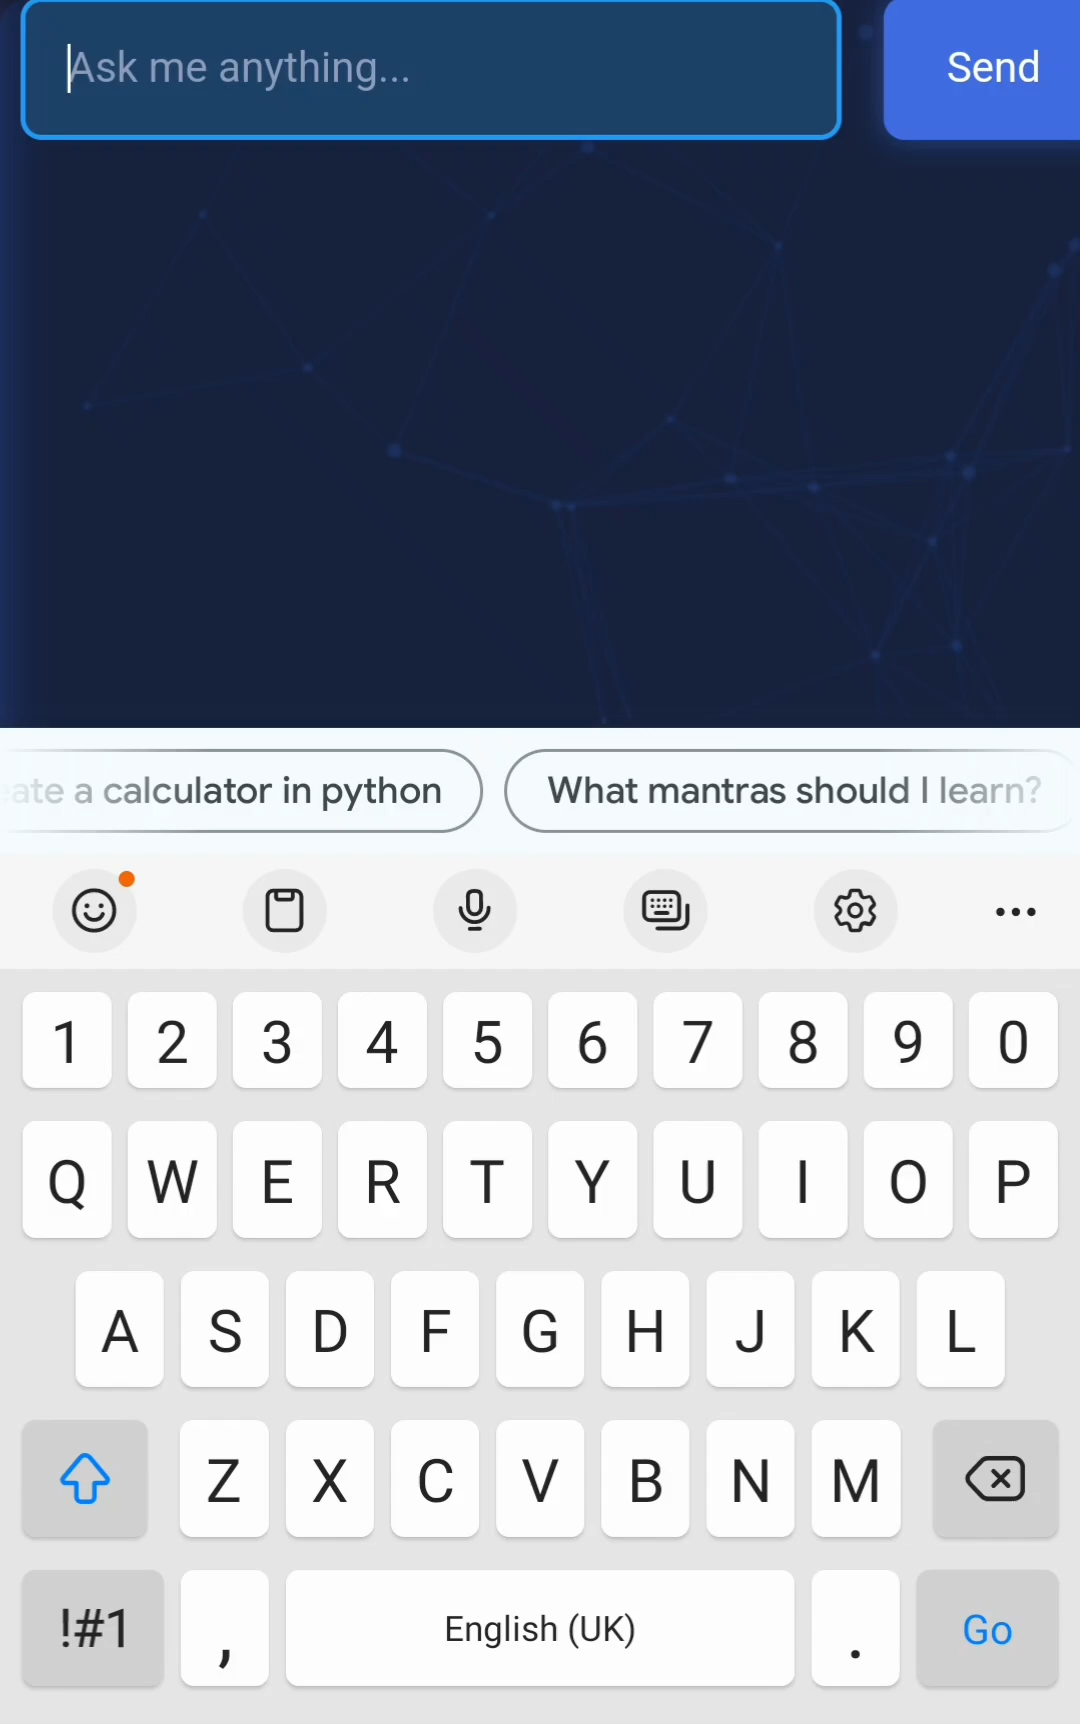 Ask me anything...
Send
ate a calculator in python
What mantras should I learn?
1 2 3 4 5 6 7 8 9 0
Q W E R T Y U I O P
A S D F G H J K L
Z X C V B N M
!#1 , English (UK) . Go